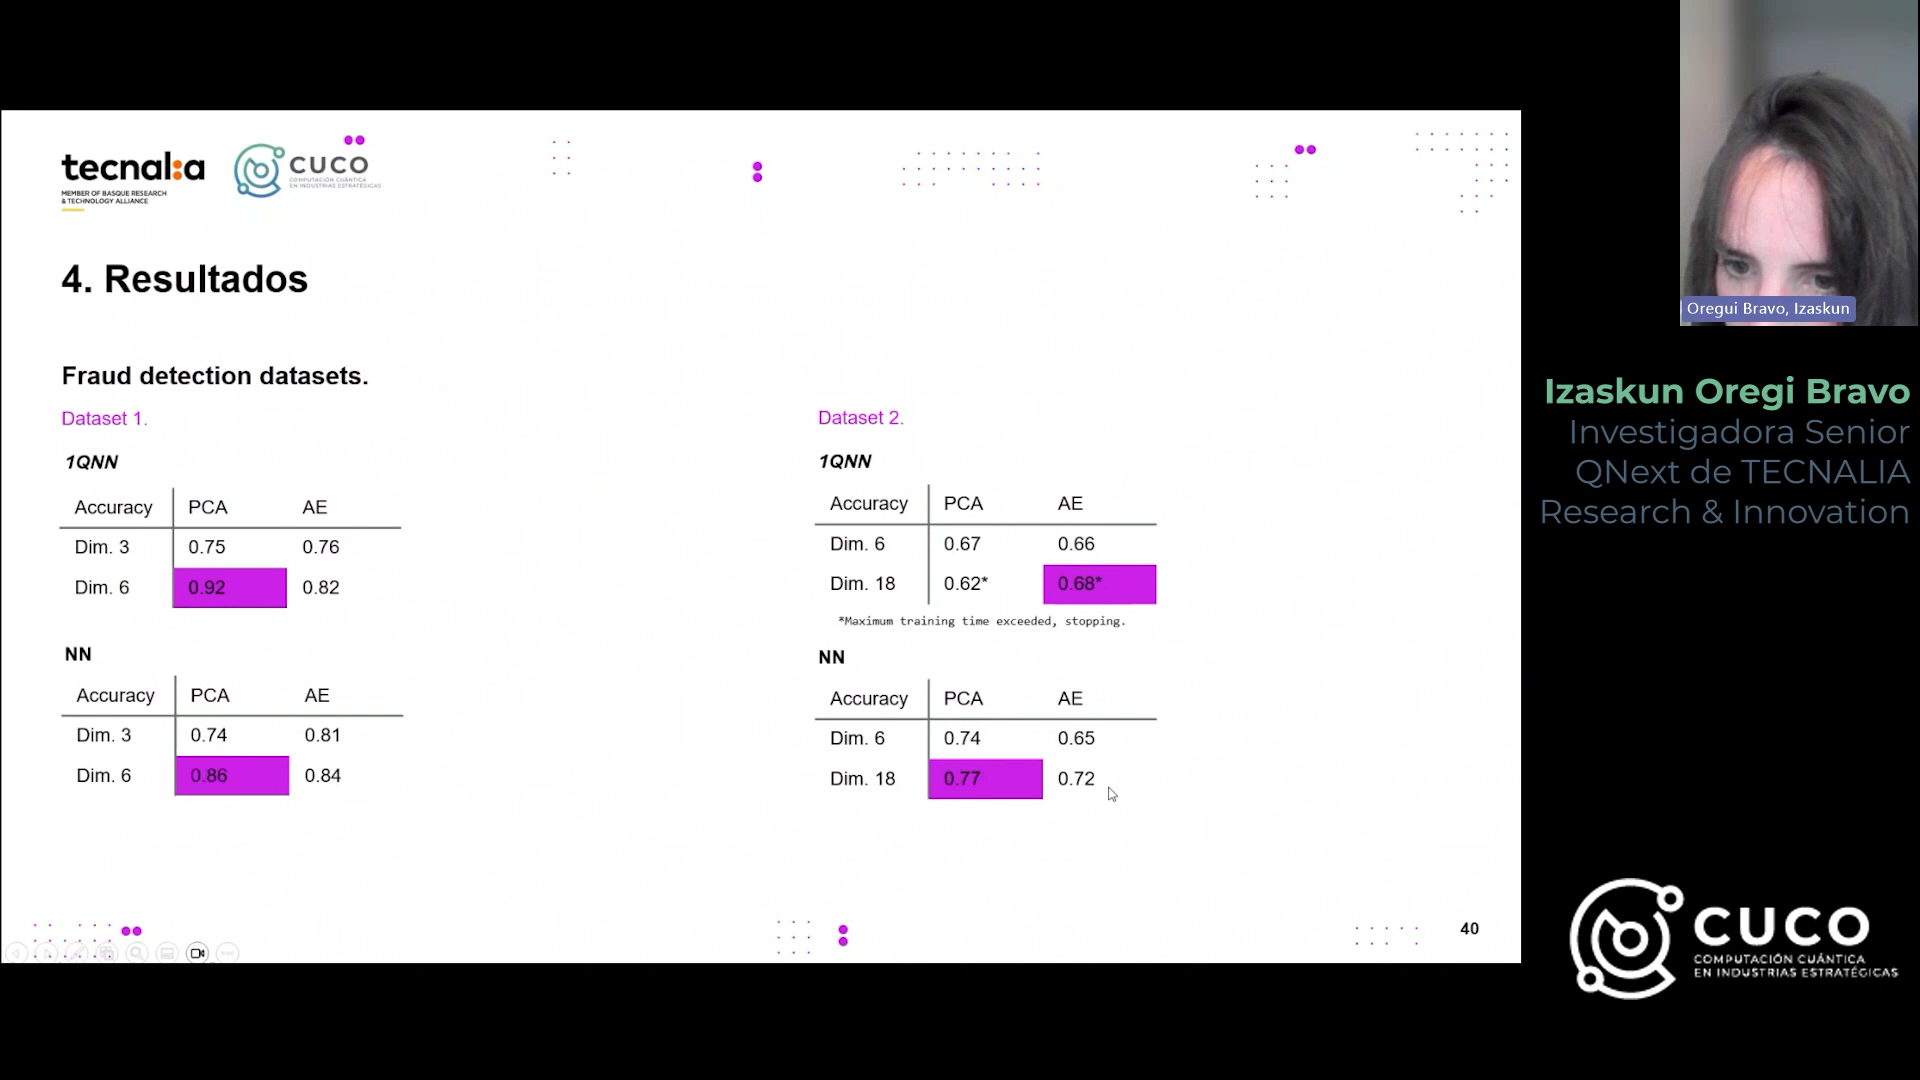 tecnal:a
MEMBER OF BASQUE RESEARCH
& TECHNOLOGY ALLIANCE
CUCO
COMPUTACIÓN CUÁNTICA
EN INDUSTRIAS ESTRATÉGICAS
4. Resultados
Fraud detection datasets.
Dataset 1.
1QNN
Accuracy PCA AE
Dim. 3 0.75 0.76
Dim. 6 0.92 0.82
NN
Accuracy PCA AE
Dim. 3 0.74 0.81
Dim. 6 0.86 0.84
Dataset 2.
1QNN
Accuracy PCA AE
Dim. 6 0.67 0.66
Dim. 18 0.62* 0.68*
*Maximum training time exceeded, stopping.
NN
Accuracy PCA AE
Dim. 6 0.74 0.65
Dim. 18 0.77 0.72
40
Oregui Bravo, Izaskun
Izaskun Oregi Bravo
Investigadora Senior
QNext de TECNALIA
Research & Innovation
CUCO
COMPUTACIÓN CUÁNTICA
EN INDUSTRIAS ESTRATÉGICAS